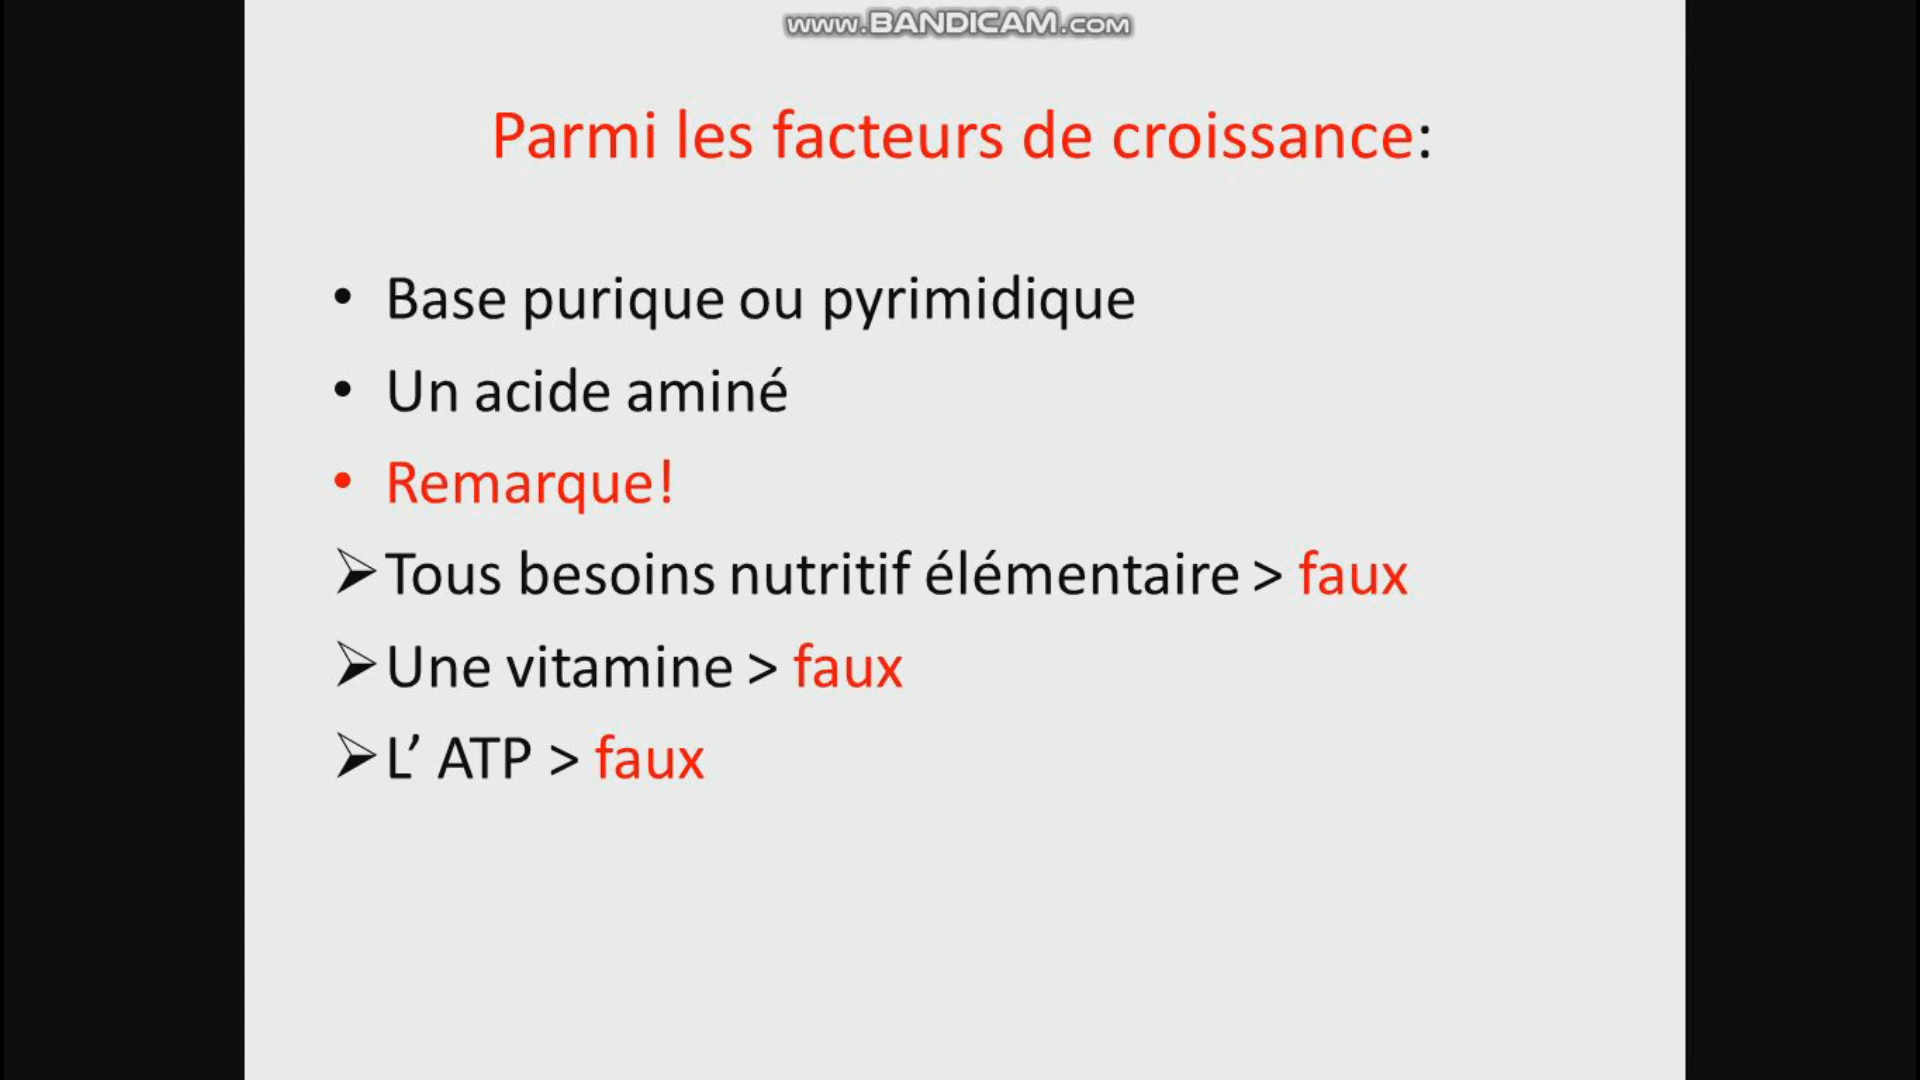 www.BANDICAM.com
Parmi les facteurs de croissance:
• Base purique ou pyrimidique
• Un acide aminé
• Remarque!
➢Tous besoins nutritif élémentaire > faux
➢Une vitamine > faux
➢L’ ATP > faux